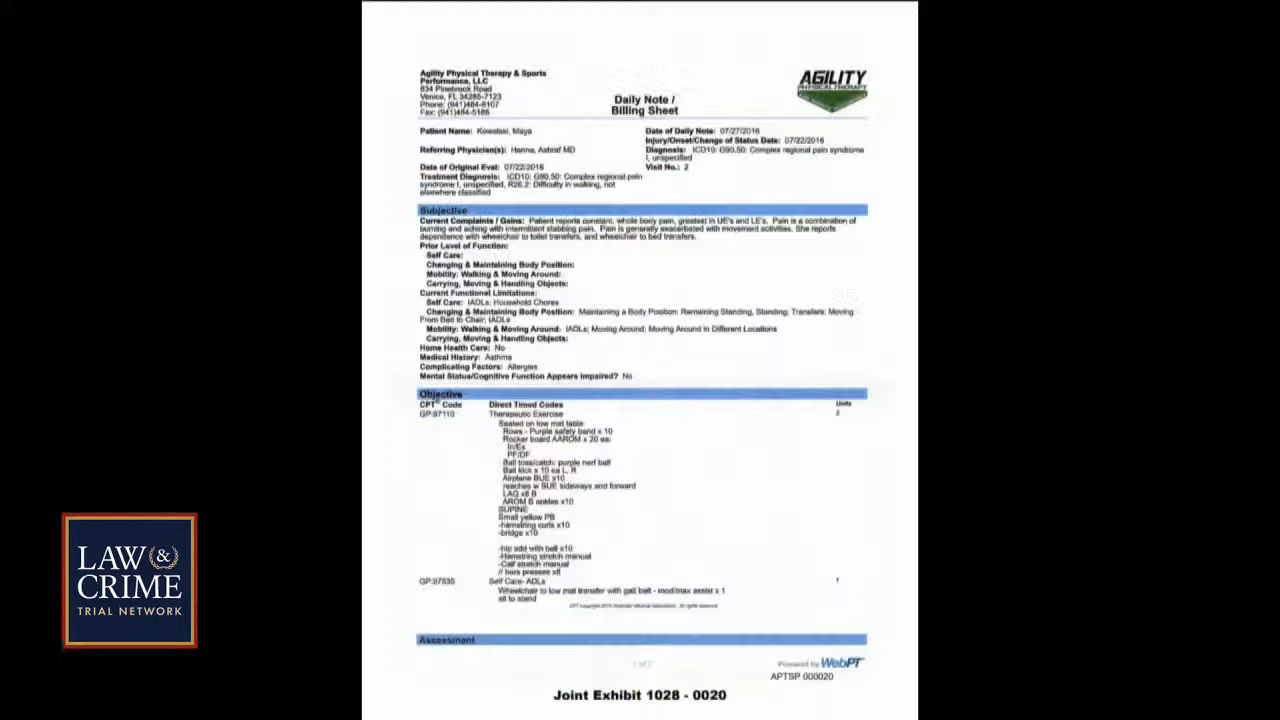 Agility Physical Therapy & Sports
Performance, LLC
834 Pinebrook Road
Venice, FL 34285-7123
Phone: (941)484-8107
Fax: (941)484-5186
AGILITY
PHYSICAL THERAPY
Daily Note /
Billing Sheet
Patient Name: Kowalski, Maya
Date of Daily Note: 07/27/2016
Injury/Onset/Change of Status Date: 07/22/2016
Referring Physician(s): Hanna, Ashraf MD
Diagnosis: ICD10: G90.50: Complex regional pain syndrome
I, unspecified
Date of Original Eval: 07/22/2016
Visit No.: 2
Treatment Diagnosis: ICD10: G90.50: Complex regional pain
syndrome I, unspecified, R26.2: Difficulty in walking, not
elsewhere classified
Subjective
Current Complaints / Gains: Patient reports constant, whole body pain, greatest in UE's and LE's. Pain is a combination of
burning and aching with intermittent stabbing pain. Pain is generally exacerbated with movement activities. She reports
dependence with wheelchair to toilet transfers, and wheelchair to bed transfers.
Prior Level of Function:
Self Care:
Changing & Maintaining Body Position:
Mobility: Walking & Moving Around:
Carrying, Moving & Handling Objects:
Current Functional Limitations:
Self Care: IADLs; Household Chores
Changing & Maintaining Body Position: Maintaining a Body Position: Remaining Standing, Standing; Transfers: Moving
From Bed to Chair; IADLs
Mobility: Walking & Moving Around: IADLs; Moving Around; Moving Around in Different Locations
Carrying, Moving & Handling Objects:
Home Health Care: No
Medical History: Asthma
Complicating Factors: Allergies
Mental Status/Cognitive Function Appears Impaired? No
Objective
CPT® Code Direct Timed Codes Units
GP:97110 Therapeutic Exercise 2
Seated on low mat table:
Rows - Purple safety band x 10
Rocker board AAROM x 20 ea:
In/Ex
PF/DF
Ball toss/catch: purple nerf ball
Ball kick x 10 ea L, R
Airplane BUE x10
reaches w BUE sideways and forward
LAQ x8 B
AROM B ankles x10
SUPINE
Small yellow PB
-hamstring curls x10
-bridge x10
-hip add with ball x10
-Hamstring stretch manual
-Calf stretch manual
// bars presses x8
GP:97535 Self Care- ADLs 1
Wheelchair to low mat transfer with gait belt - mod/max assist x 1
sit to stand
Assessment
1 of 2
Powered by WebPT
APTSP 000020
Joint Exhibit 1028 - 0020
LAW &
CRIME
TRIAL NETWORK